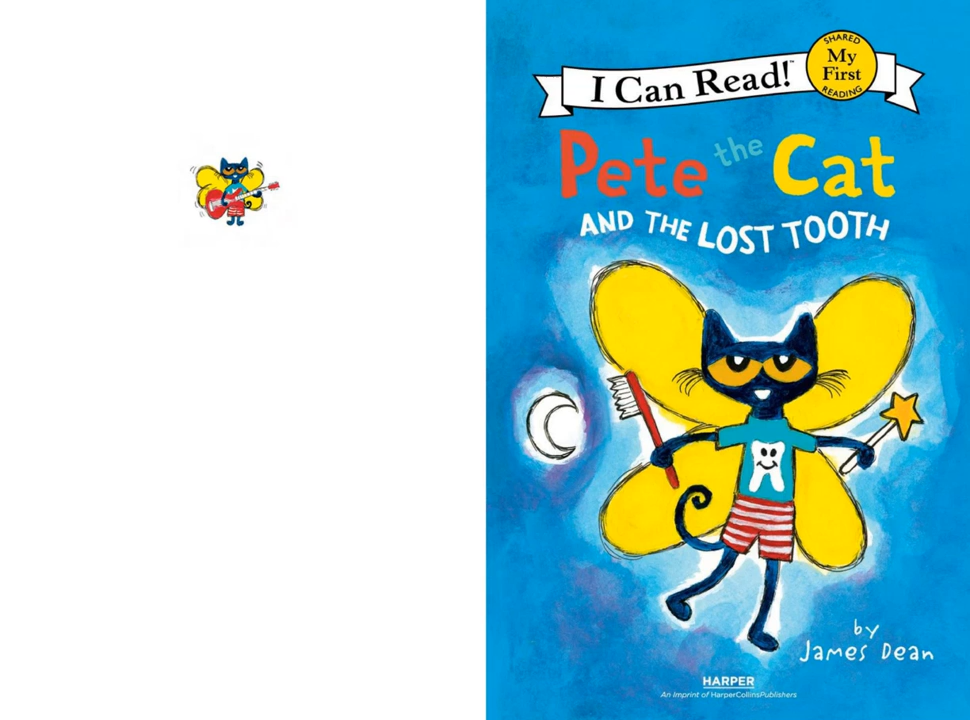 I Can Read!™
SHARED
My
First
READING
Pete the Cat
AND THE LOST TOOTH
by
James Dean
HARPER
An Imprint of HarperCollinsPublishers